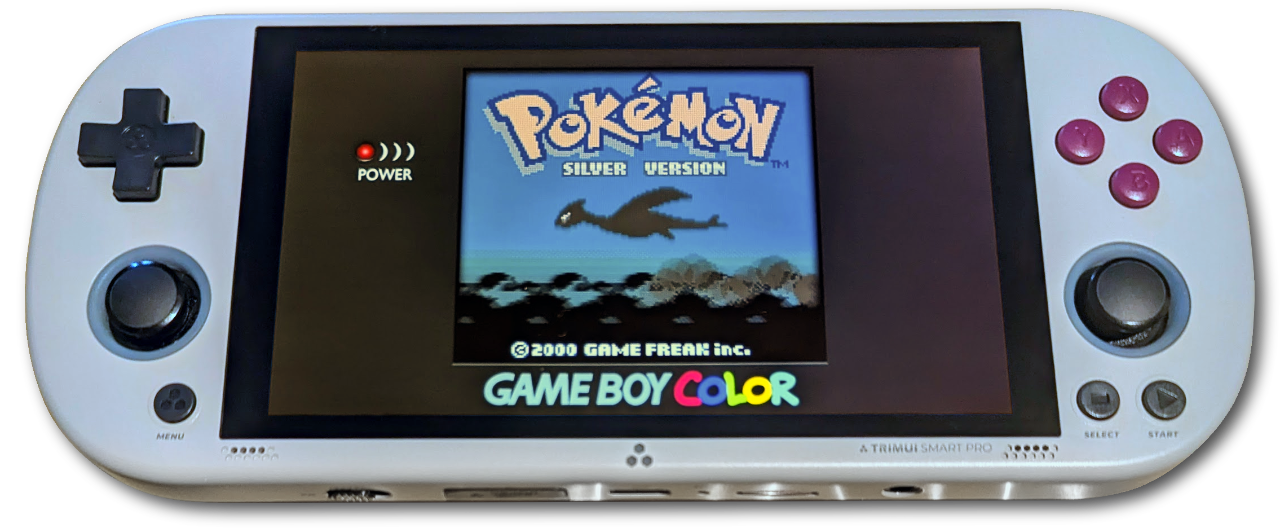 POKéMON
TM
SILVER VERSION
POWER
©2000 GAME FREAK inc.
GAME BOY COLOR
X
Y
A
B
MENU
SELECT
START
TRIMUI SMART PRO